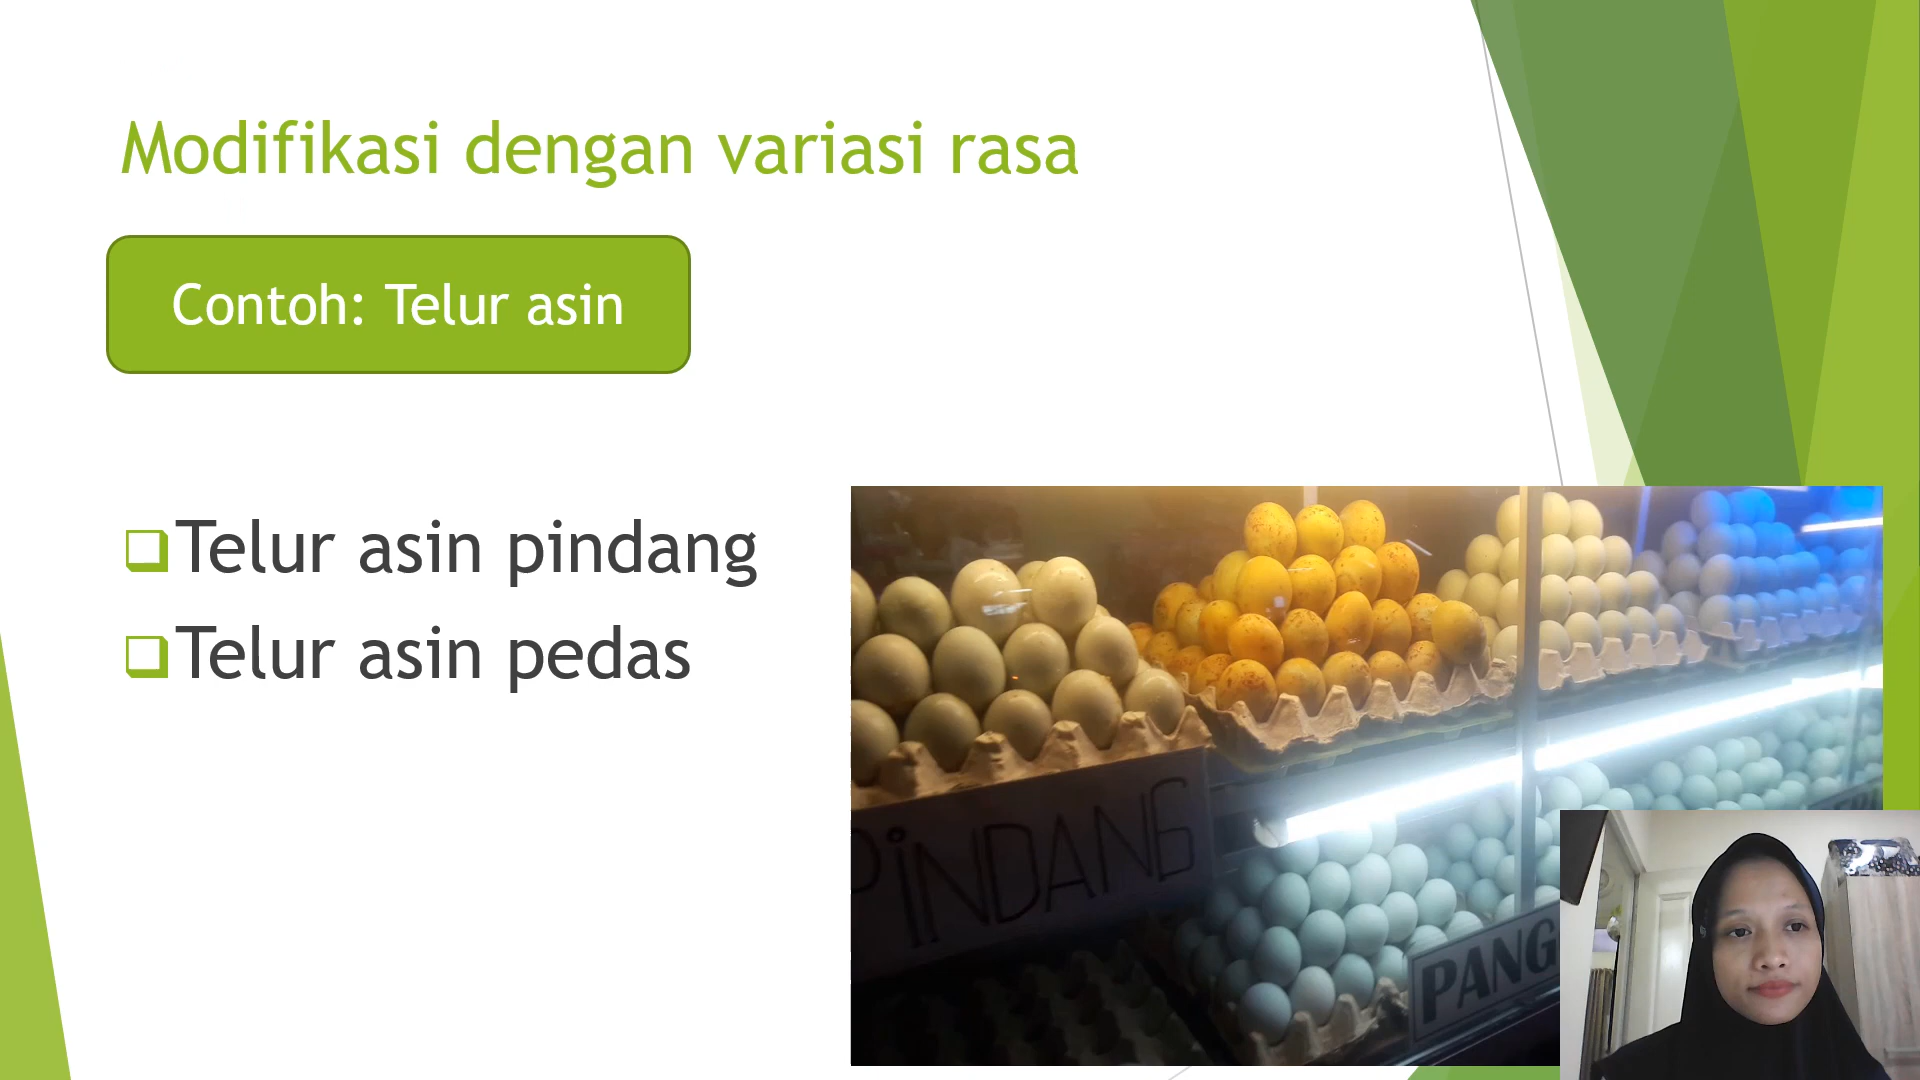 Modifikasi dengan variasi rasa
Contoh: Telur asin
Telur asin pindang
Telur asin pedas
PiNDANG
PANG